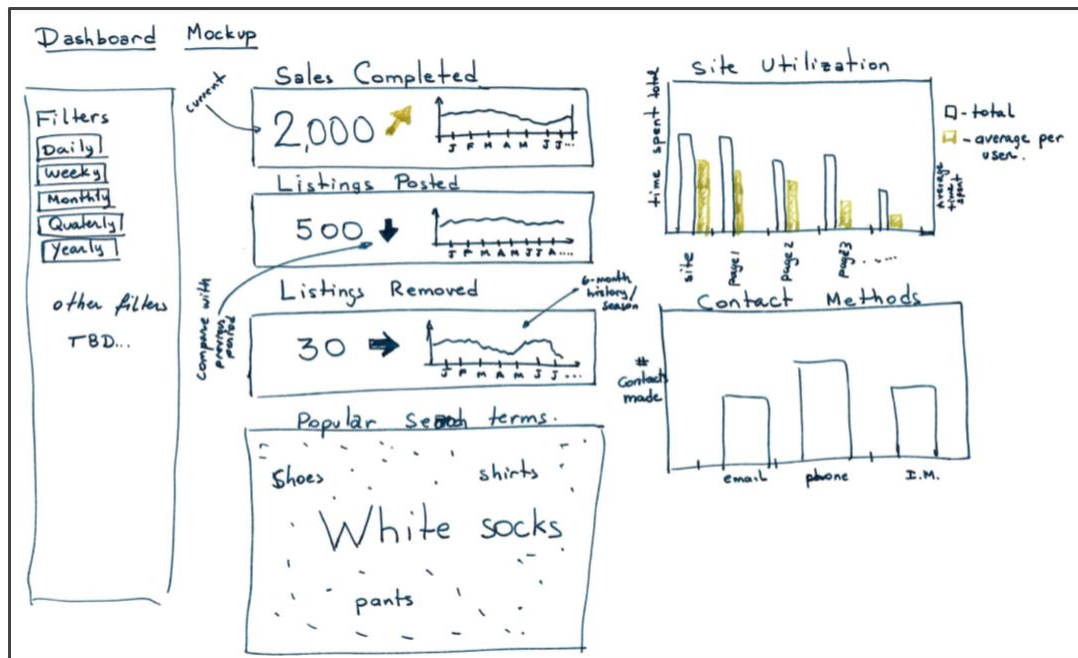 Dashboard Mockup
Filters
Daily
Weekly
Monthly
Quaterly
Yearly
other filters
TBD...
current
Sales Completed
2,000
J F M A M J J...
Listings Posted
500
J F M A M J J A....
Compare with
previous
period
Listings Removed
30
6-month
history/
season
J F M A M J J ...
Popular Search terms.
Shoes
shirts
White socks
pants
Site Utilization
time spent total
average
time
spent
total
- average per
user.
site
page1
page2
page3
.....
Contact Methods
#
Contacts
made
email
phone
I.M.